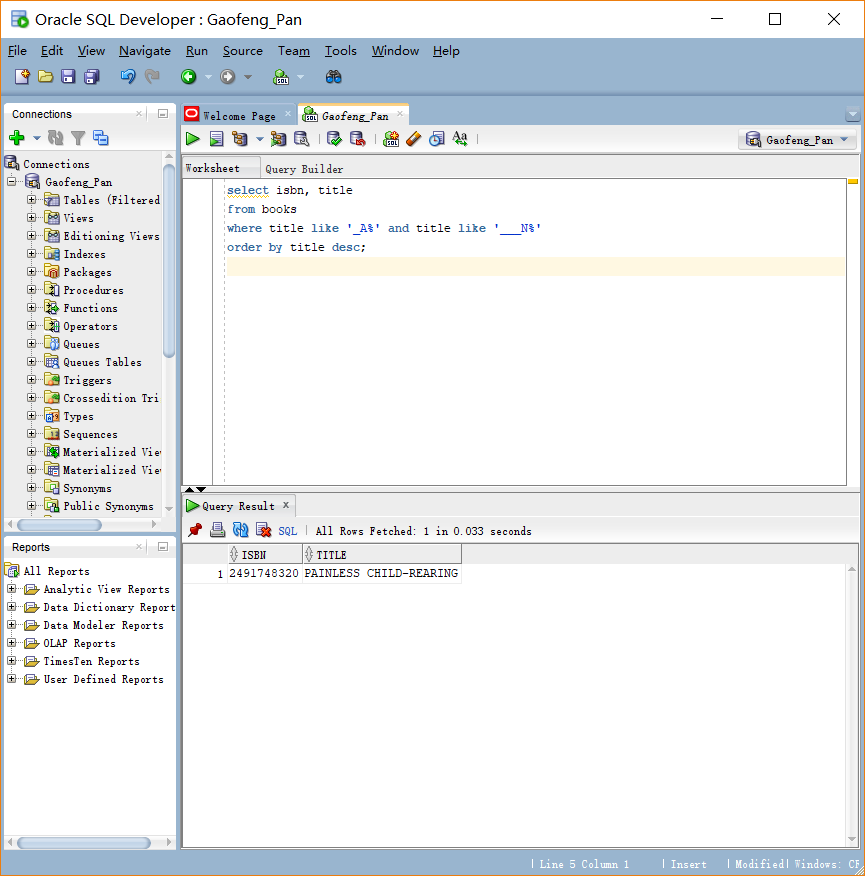 Oracle SQL Developer : Gaofeng_Pan
File Edit View Navigate Run Source Team Tools Window Help
Connections
Connections
Gaofeng_Pan
Tables (Filtered
Views
Editioning Views
Indexes
Packages
Procedures
Functions
Operators
Queues
Queues Tables
Triggers
Crossedition Tri
Types
Sequences
Materialized Vie
Materialized Vie
Synonyms
Public Synonyms
Reports
All Reports
Analytic View Reports
Data Dictionary Report
Data Modeler Reports
OLAP Reports
TimesTen Reports
User Defined Reports
Welcome Page Gaofeng_Pan
Gaofeng_Pan
Worksheet Query Builder
select isbn, title
from books
where title like '_A%' and title like '___N%'
order by title desc;
Query Result
SQL | All Rows Fetched: 1 in 0.033 seconds
ISBN TITLE
1 2491748320 PAINLESS CHILD-REARING
| Line 5 Column 1 | Insert | Modified| Windows: CR